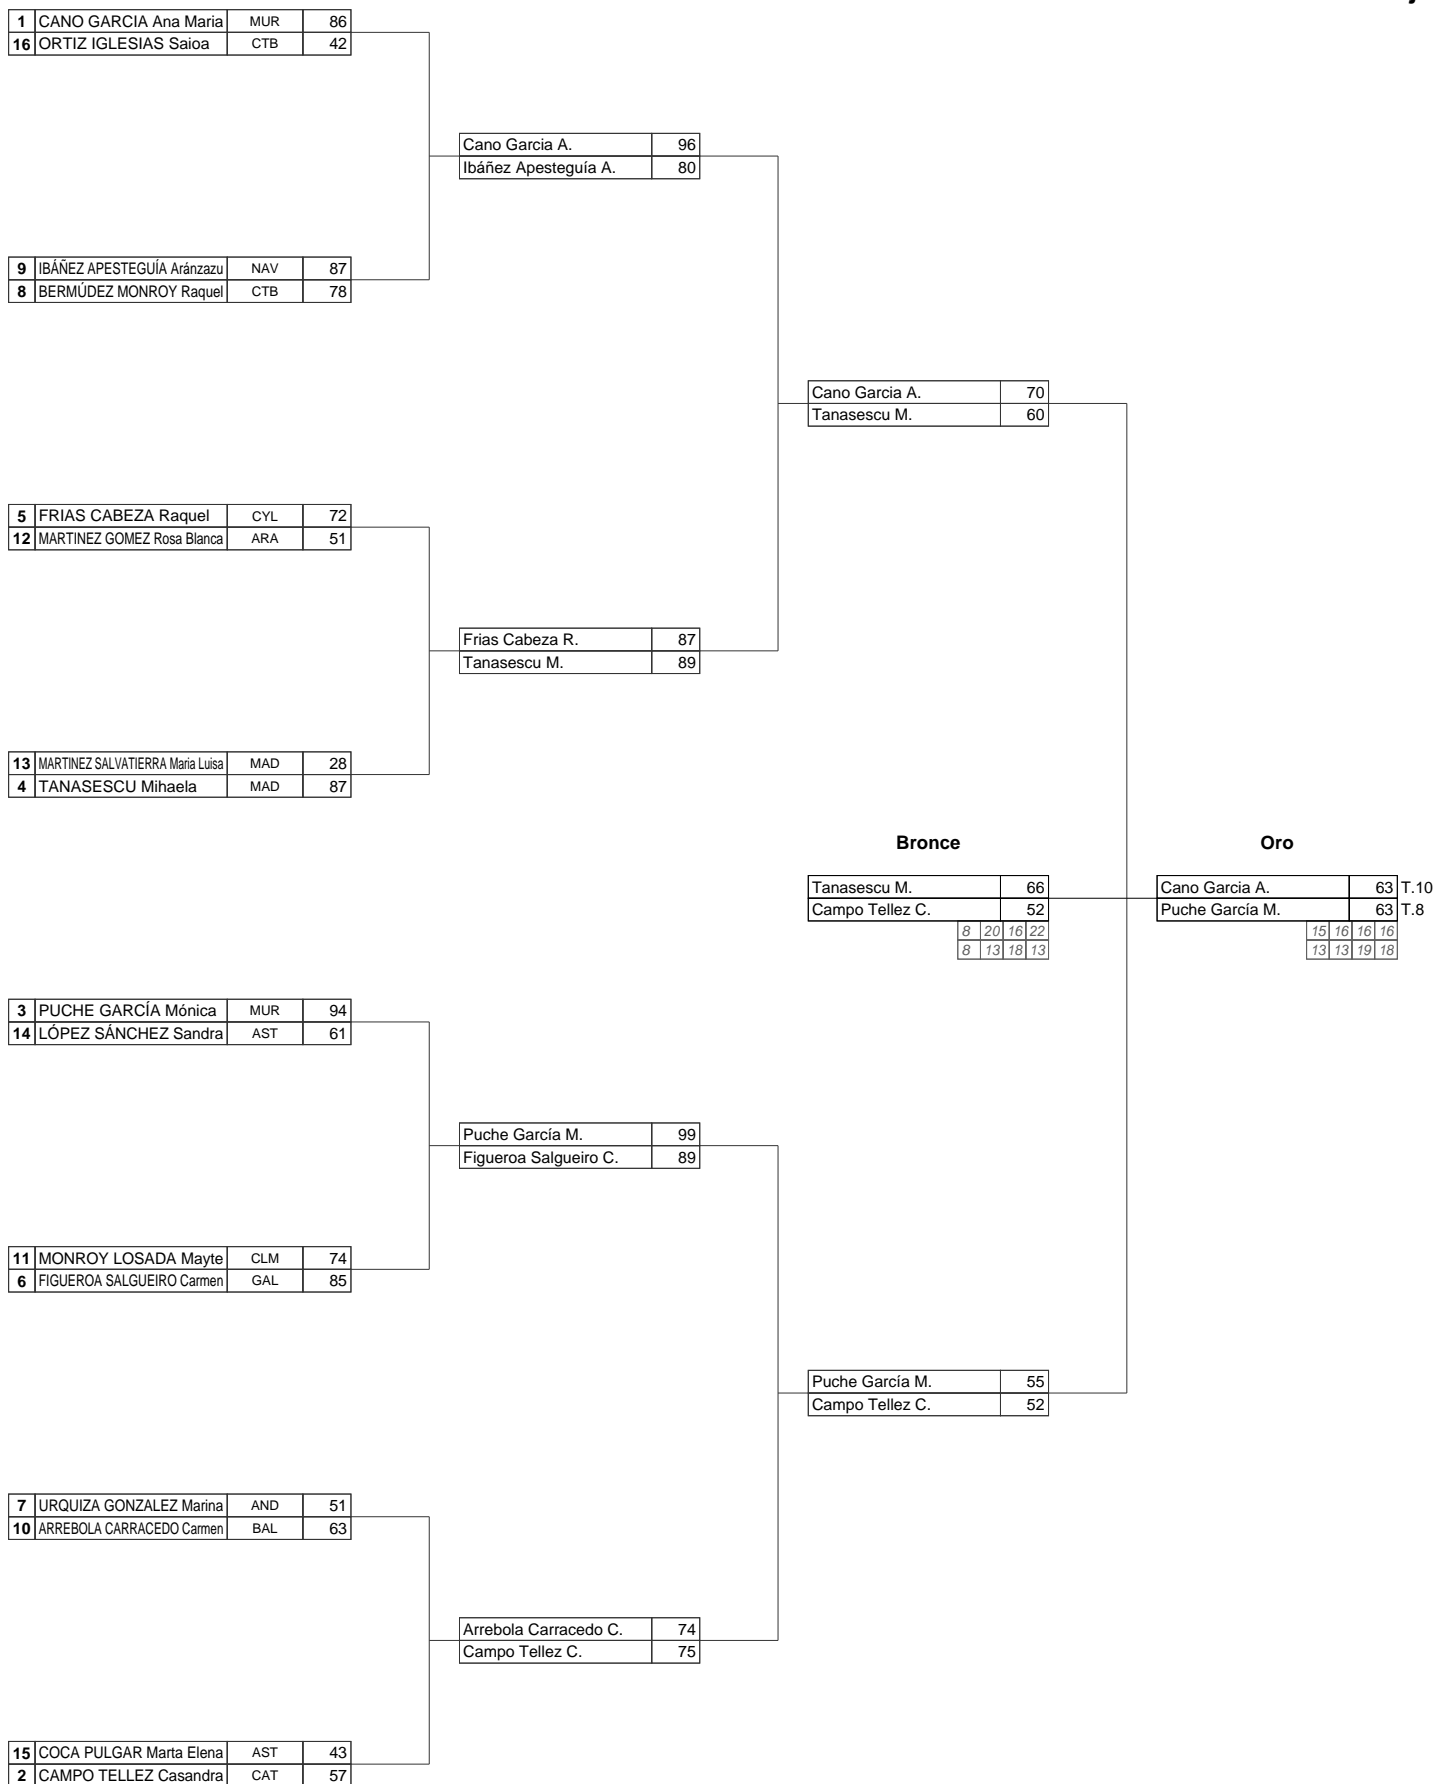 1 CANO GARCIA Ana Maria MUR 86
16 ORTIZ IGLESIAS Saioa CTB 42
Cano Garcia A. 96
Ibáñez Apesteguía A. 80
9 IBÁÑEZ APESTEGUÍA Aránzazu NAV 87
8 BERMÚDEZ MONROY Raquel CTB 78
Cano Garcia A. 70
Tanasescu M. 60
5 FRIAS CABEZA Raquel CYL 72
12 MARTINEZ GOMEZ Rosa Blanca ARA 51
Frias Cabeza R. 87
Tanasescu M. 89
13 MARTINEZ SALVATIERRA Maria Luisa MAD 28
4 TANASESCU Mihaela MAD 87
Bronce Oro
Tanasescu M. 66 Cano Garcia A. 63 T.10
Campo Tellez C. 52 Puche García M. 63 T.8
8 20 16 22 15 16 16 16
8 13 18 13 13 13 19 18
3 PUCHE GARCÍA Mónica MUR 94
14 LÓPEZ SÁNCHEZ Sandra AST 61
Puche García M. 99
Figueroa Salgueiro C. 89
11 MONROY LOSADA Mayte CLM 74
6 FIGUEROA SALGUEIRO Carmen GAL 85
Puche García M. 55
Campo Tellez C. 52
7 URQUIZA GONZALEZ Marina AND 51
10 ARREBOLA CARRACEDO Carmen BAL 63
Arrebola Carracedo C. 74
Campo Tellez C. 75
15 COCA PULGAR Marta Elena AST 43
2 CAMPO TELLEZ Casandra CAT 57